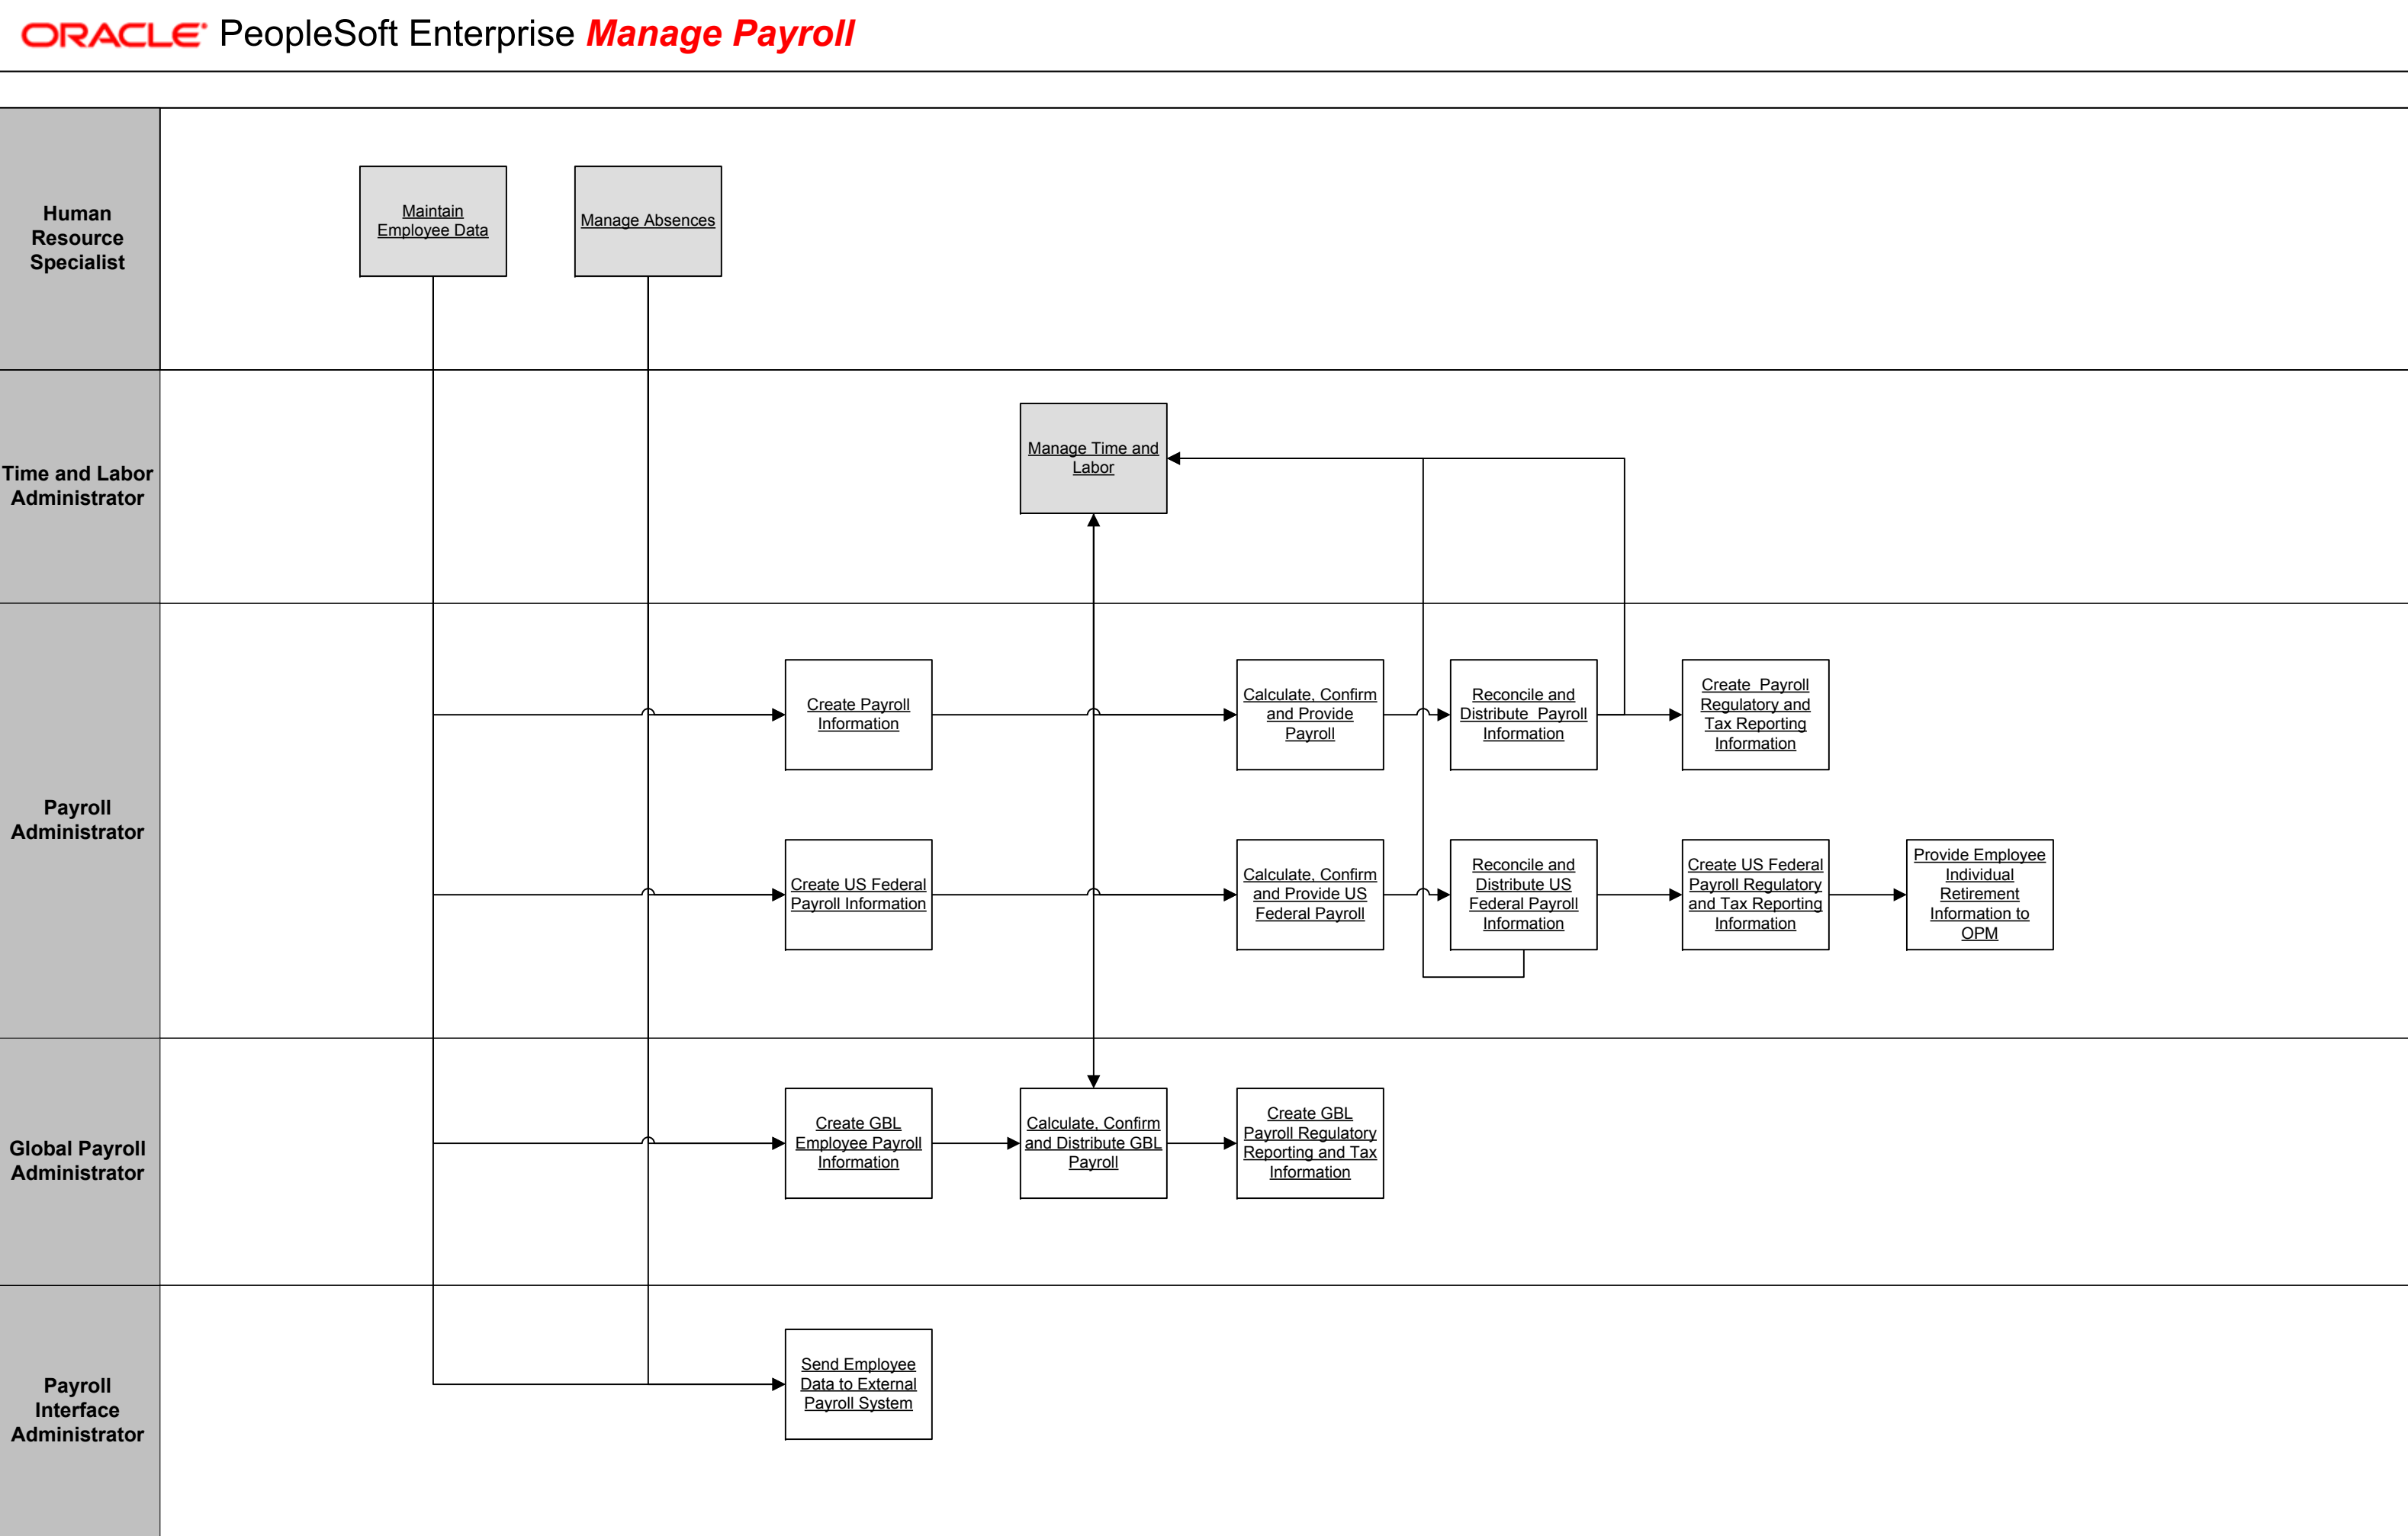 ORACLE PeopleSoft Enterprise Manage Payroll
Human
Resource
Specialist
Maintain
Employee Data
Manage Absences
Time and Labor
Administrator
Manage Time and
Labor
Payroll
Administrator
Create Payroll
Information
Calculate, Confirm
and Provide
Payroll
Reconcile and
Distribute Payroll
Information
Create Payroll
Regulatory and
Tax Reporting
Information
Create US Federal
Payroll Information
Calculate, Confirm
and Provide US
Federal Payroll
Reconcile and
Distribute US
Federal Payroll
Information
Create US Federal
Payroll Regulatory
and Tax Reporting
Information
Provide Employee
Individual
Retirement
Information to
OPM
Global Payroll
Administrator
Create GBL
Employee Payroll
Information
Calculate, Confirm
and Distribute GBL
Payroll
Create GBL
Payroll Regulatory
Reporting and Tax
Information
Payroll
Interface
Administrator
Send Employee
Data to External
Payroll System